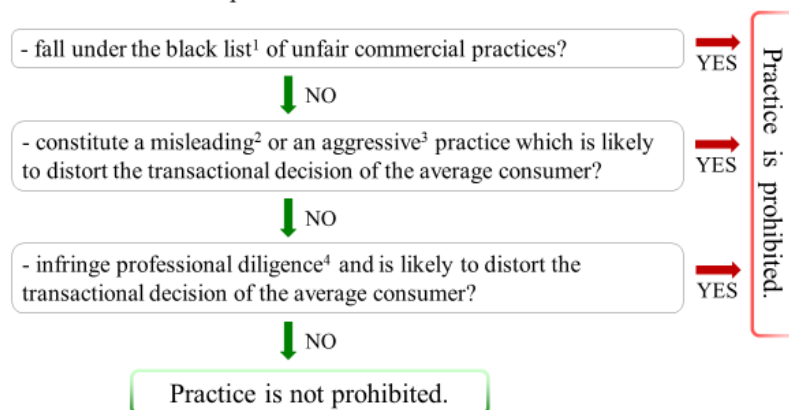 - fall under the black list¹ of unfair commercial practices?
YES
NO
- constitute a misleading² or an aggressive³ practice which is likely
to distort the transactional decision of the average consumer?
YES
NO
- infringe professional diligence⁴ and is likely to distort the
transactional decision of the average consumer?
YES
NO
Practice is prohibited.
Practice is not prohibited.